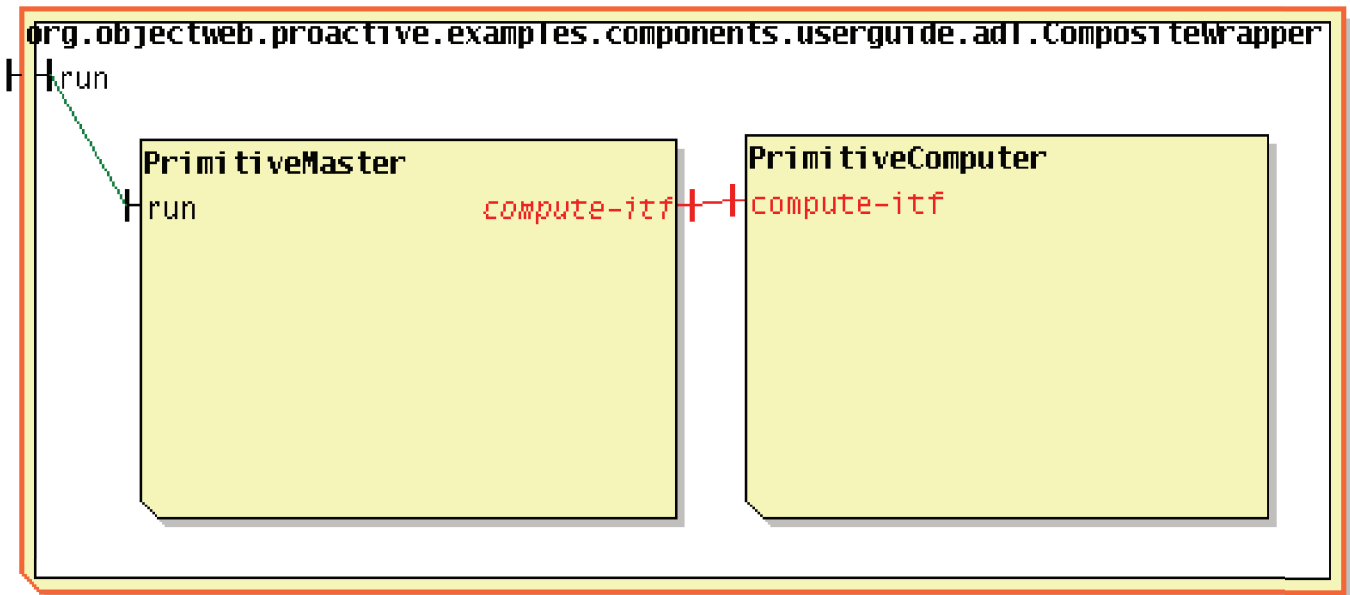 org.objectweb.proactive.examples.components.userguide.adl.CompositeWrapper
run
PrimitiveMaster
run
compute-itf
PrimitiveComputer
compute-itf